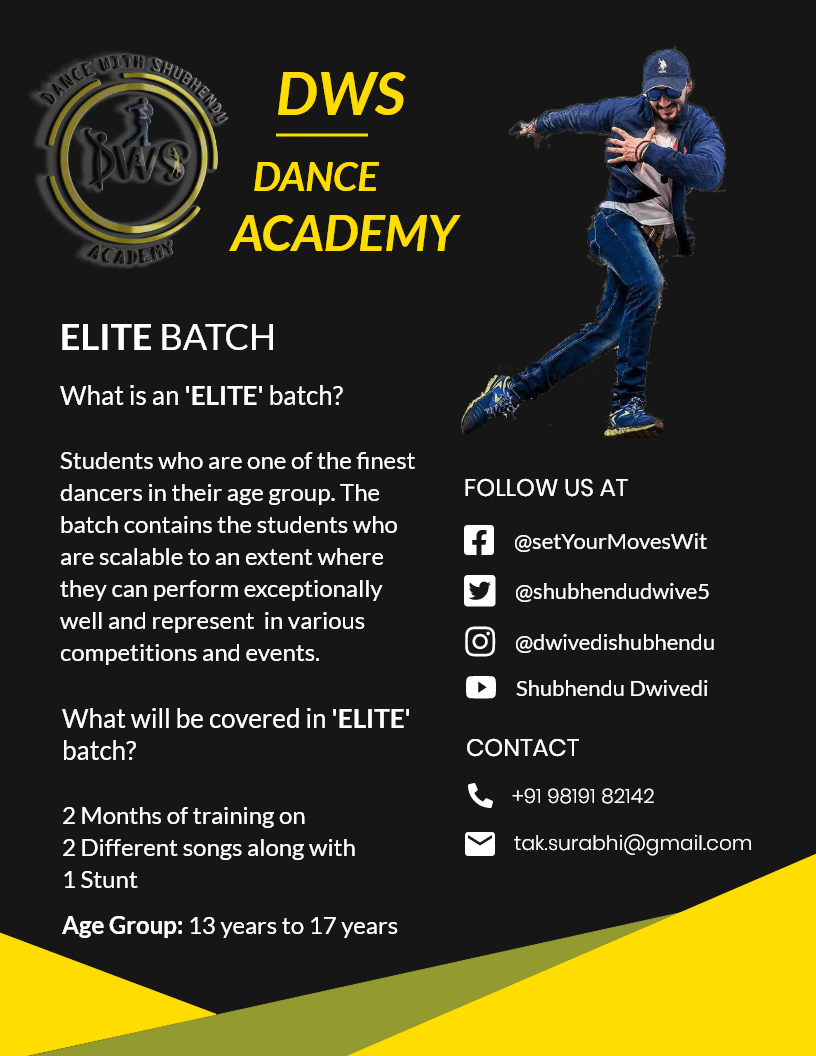 DANCE WITH SHUBHENDU
DWS
ACADEMY
DWS
DANCE
ACADEMY
ELITE BATCH
What is an 'ELITE' batch?
Students who are one of the finest
dancers in their age group. The
batch contains the students who
are scalable to an extent where
they can perform exceptionally
well and represent  in various
competitions and events.
What will be covered in 'ELITE'
batch?
2 Months of training on
2 Different songs along with
1 Stunt
Age Group: 13 years to 17 years
FOLLOW US AT
@setYourMovesWit
@shubhendudwive5
@dwivedishubhendu
Shubhendu Dwivedi
CONTACT
+91 98191 82142
tak.surabhi@gmail.com